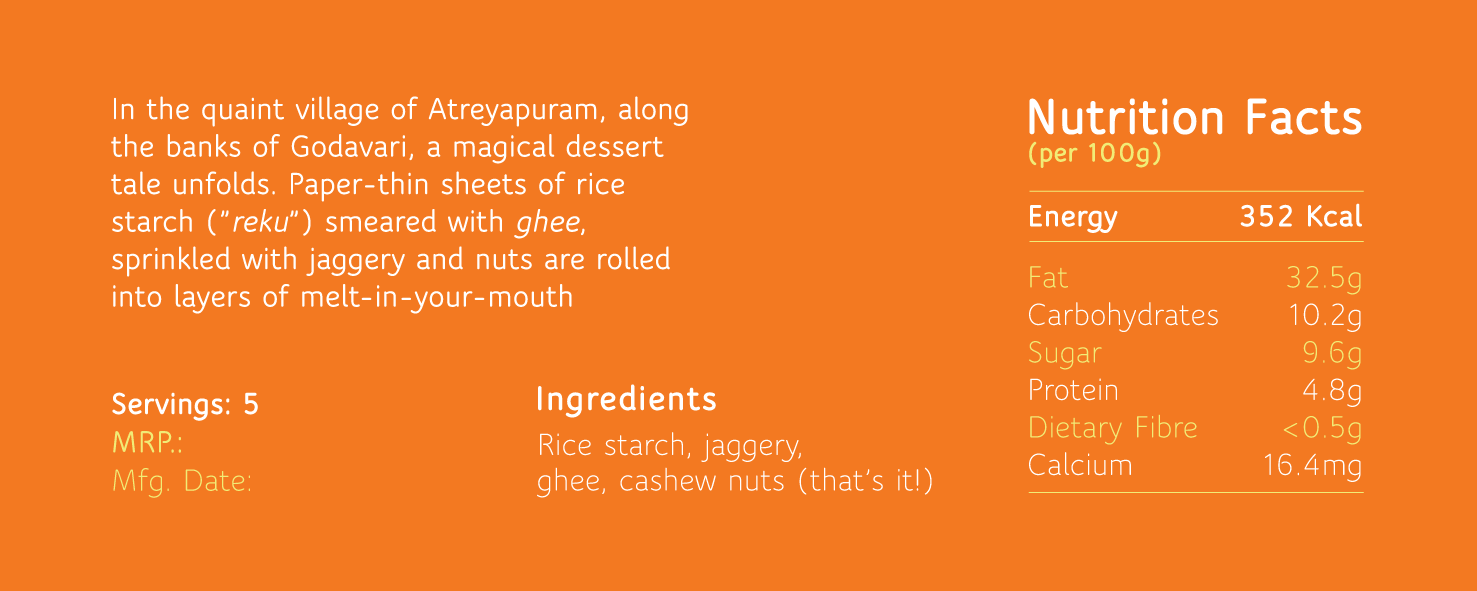 In the quaint village of Atreyapuram, along
the banks of Godavari, a magical dessert
tale unfolds. Paper-thin sheets of rice
starch ("reku") smeared with ghee,
sprinkled with jaggery and nuts are rolled
into layers of melt-in-your-mouth
Servings: 5
MRP.:
Mfg. Date:
Ingredients
Rice starch, jaggery,
ghee, cashew nuts (that's it!)
Nutrition Facts
(per 100g)
Energy 352 Kcal
Fat 32.5g
Carbohydrates 10.2g
Sugar 9.6g
Protein 4.8g
Dietary Fibre <0.5g
Calcium 16.4mg